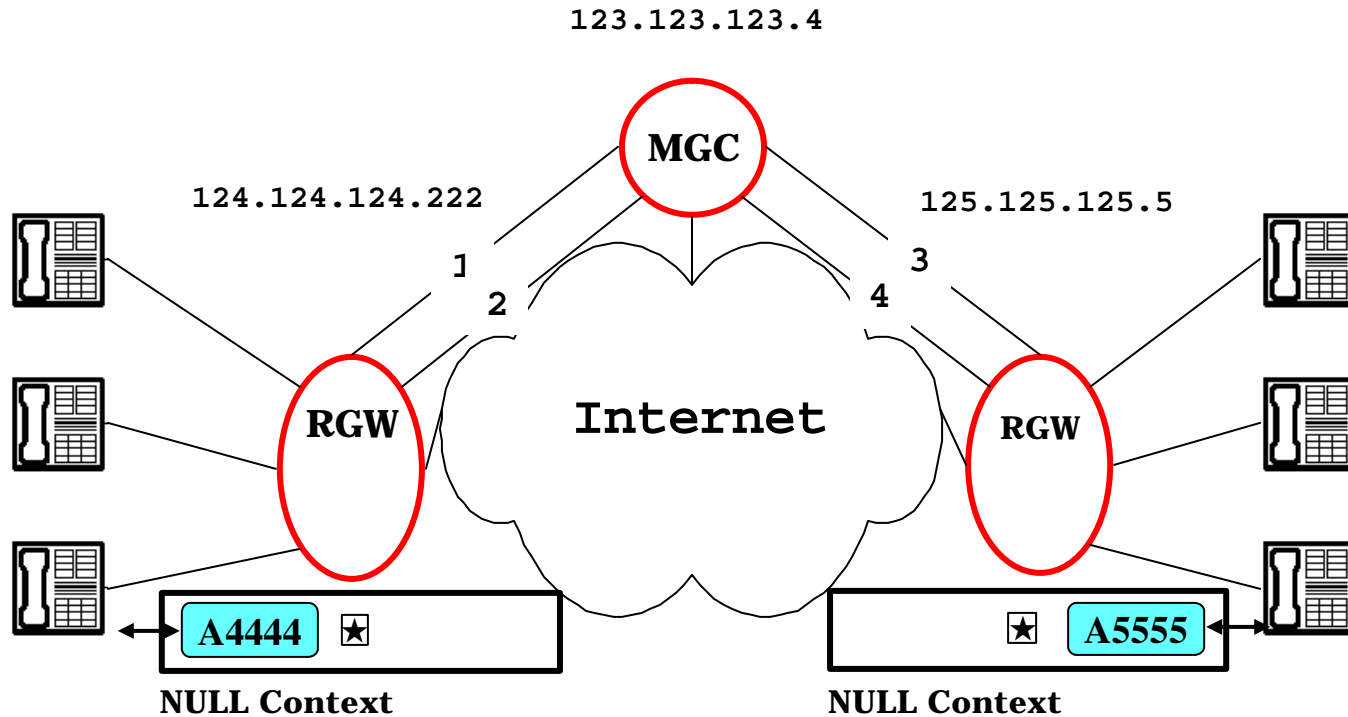 123.123.123.4
MGC
124.124.124.222
125.125.125.5
1
3
2
4
RGW
Internet
RGW
A4444
A5555
NULL Context
NULL Context